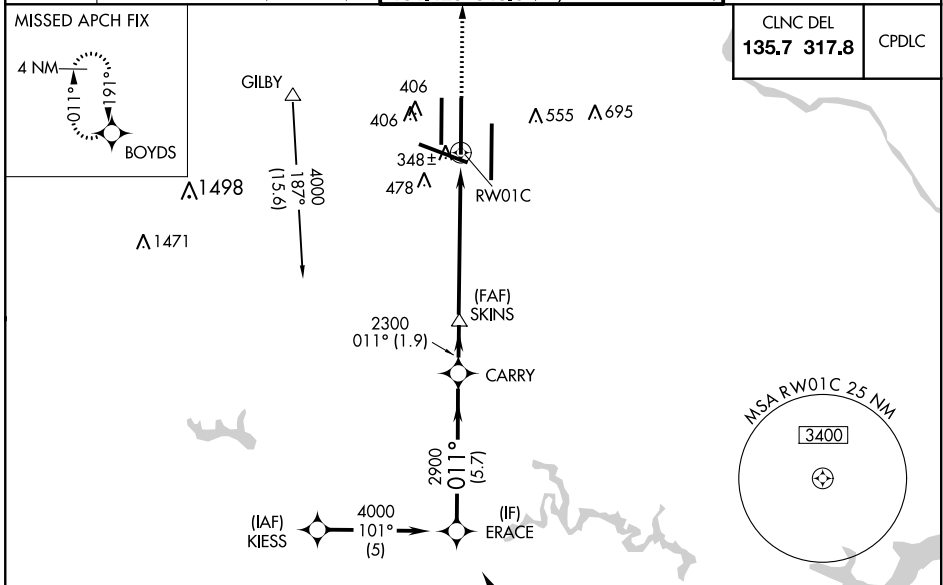 MISSED APCH FIX
4 NM
011°
191°
BOYDS
CLNC DEL
135.7 317.8
CPDLC
GILBY
4000
187°
(15.6)
406
406
555
695
348±
478
RW01C
1498
1471
(FAF)
SKINS
2300
011° (1.9)
CARRY
2900
011°
(5.7)
MSA RW01C 25 NM
3400
(IAF)
KIESS
4000
101°
(5)
(IF)
ERACE